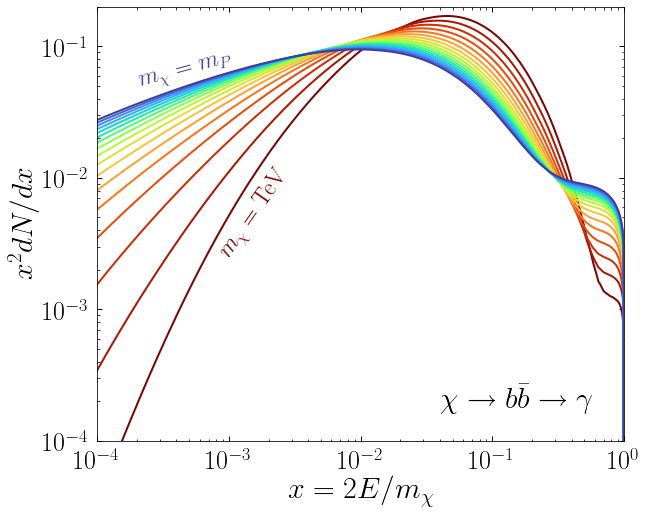 10⁻¹
10⁻²
10⁻³
10⁻⁴
x²dN/dx
m_χ = m_P
m_χ = TeV
χ → bb̄ → γ
10⁻⁴ 10⁻³ 10⁻² 10⁻¹ 10⁰
x = 2E/m_χ